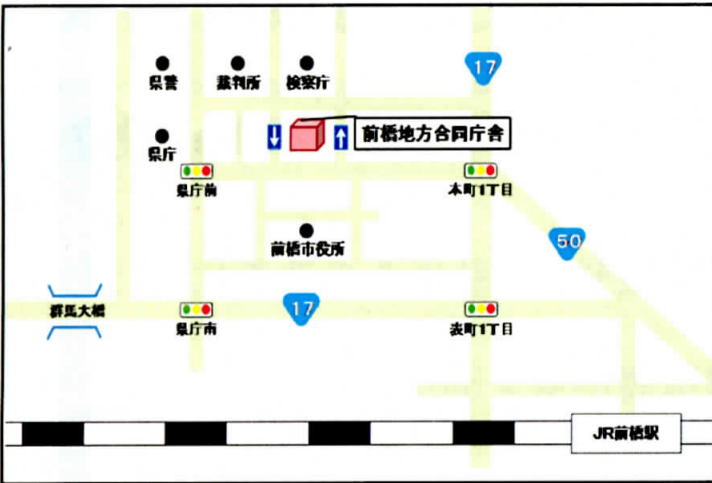 県警
裁判所
検察庁
17
県庁
前橋地方合同庁舎
県庁前
本町1丁目
前橋市役所
50
群馬大橋
県庁南
17
表町1丁目
JR前橋駅